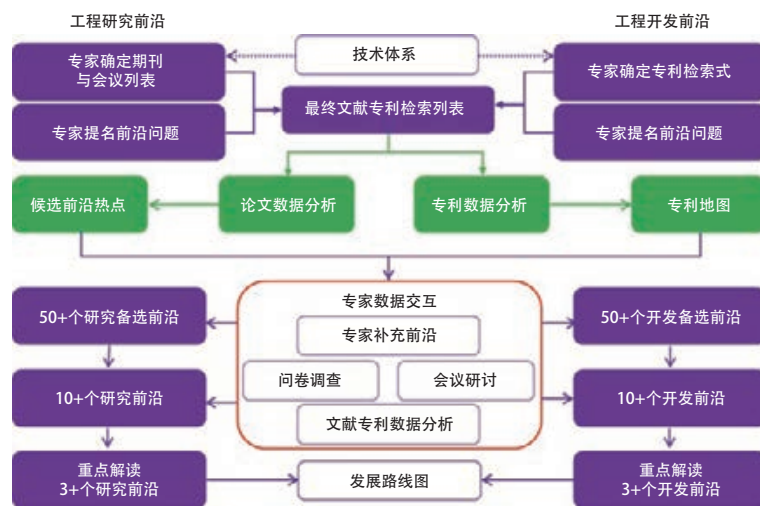 工程研究前沿
工程开发前沿
专家确定期刊
与会议列表
技术体系
专家确定专利检索式
最终文献专利检索列表
专家提名前沿问题
专家提名前沿问题
候选前沿热点
论文数据分析
专利数据分析
专利地图
专家数据交互
50+个研究备选前沿
专家补充前沿
50+个开发备选前沿
问卷调查
会议研讨
10+个研究前沿
文献专利数据分析
10+个开发前沿
重点解读
3+个研究前沿
发展路线图
重点解读
3+个开发前沿